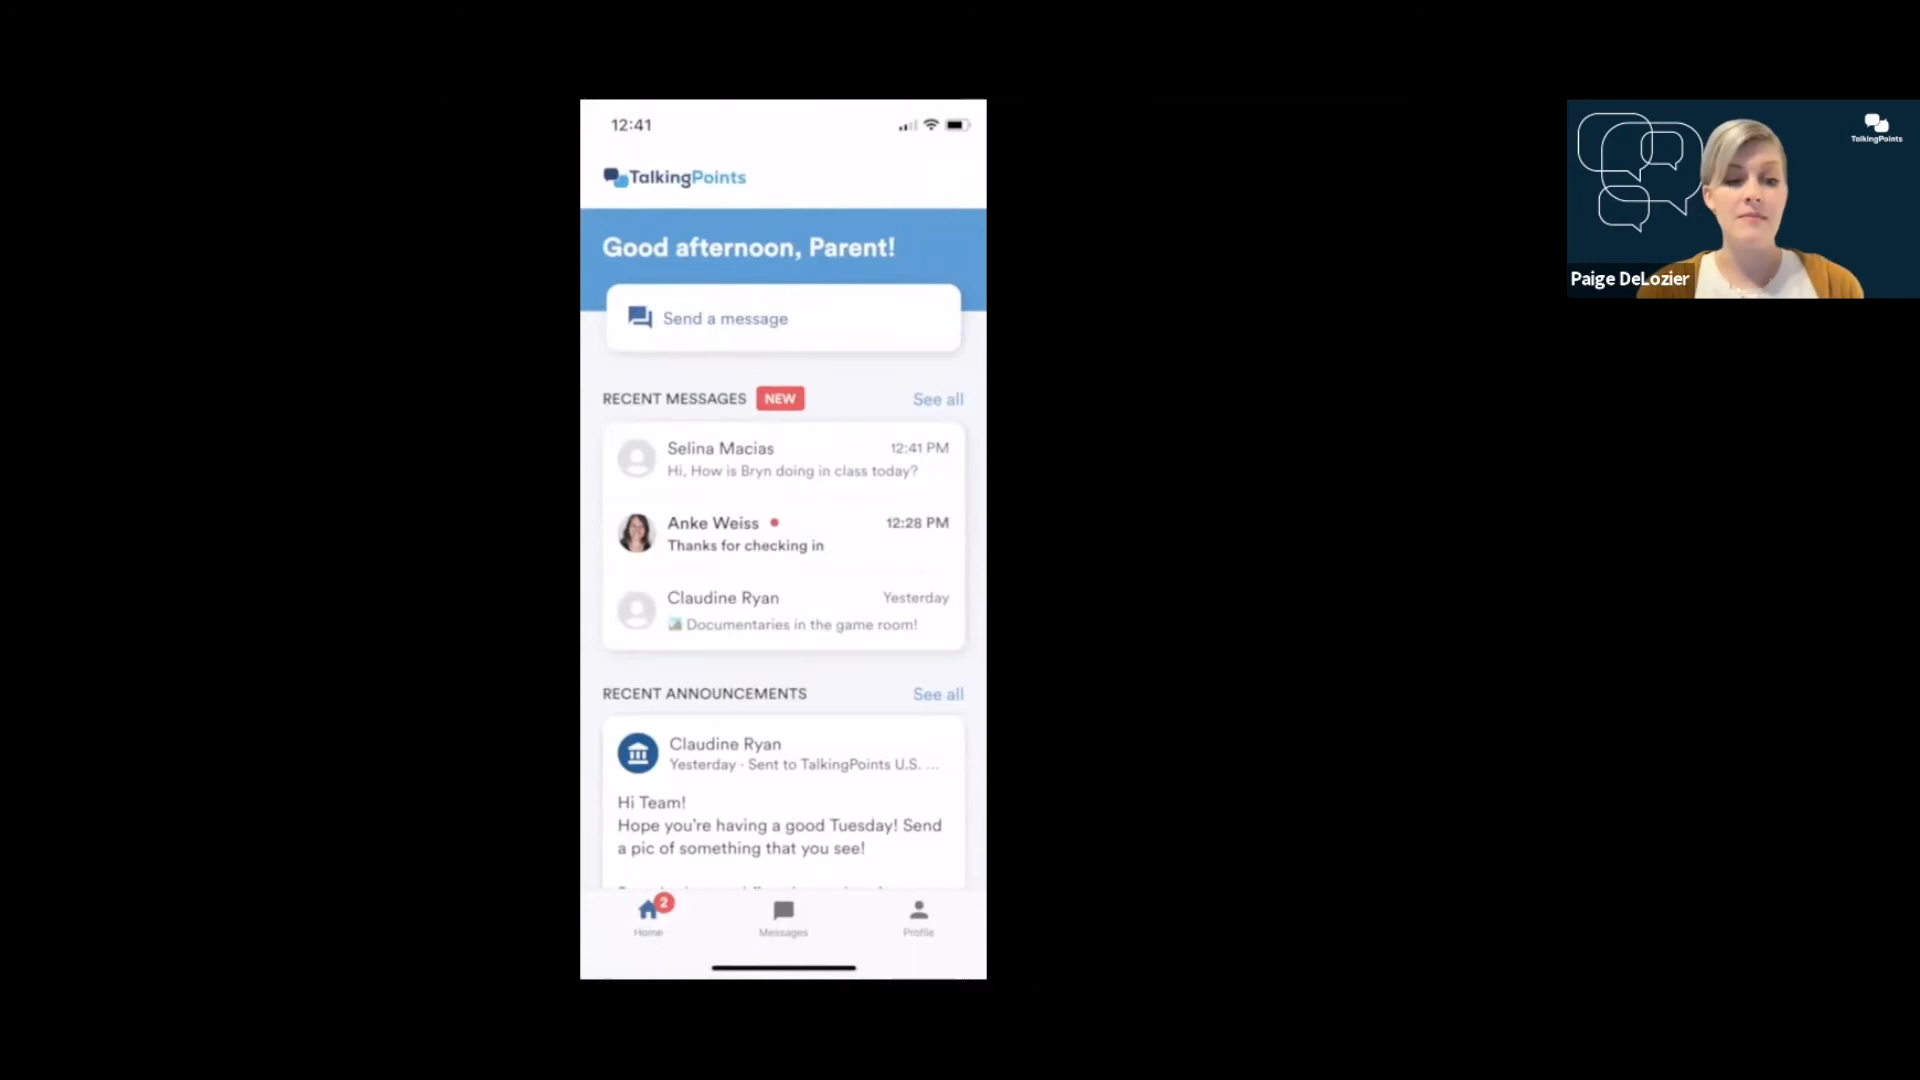 12:41
TalkingPoints
Good afternoon, Parent!
Send a message
RECENT MESSAGES NEW See all
Selina Macias 12:41 PM
Hi, How is Bryn doing in class today?
Anke Weiss 12:28 PM
Thanks for checking in
Claudine Ryan Yesterday
Documentaries in the game room!
RECENT ANNOUNCEMENTS See all
Claudine Ryan
Yesterday · Sent to TalkingPoints U.S. ...
Hi Team!
Hope you're having a good Tuesday! Send
a pic of something that you see!
2
Home Messages Profile
TalkingPoints
Paige DeLozier